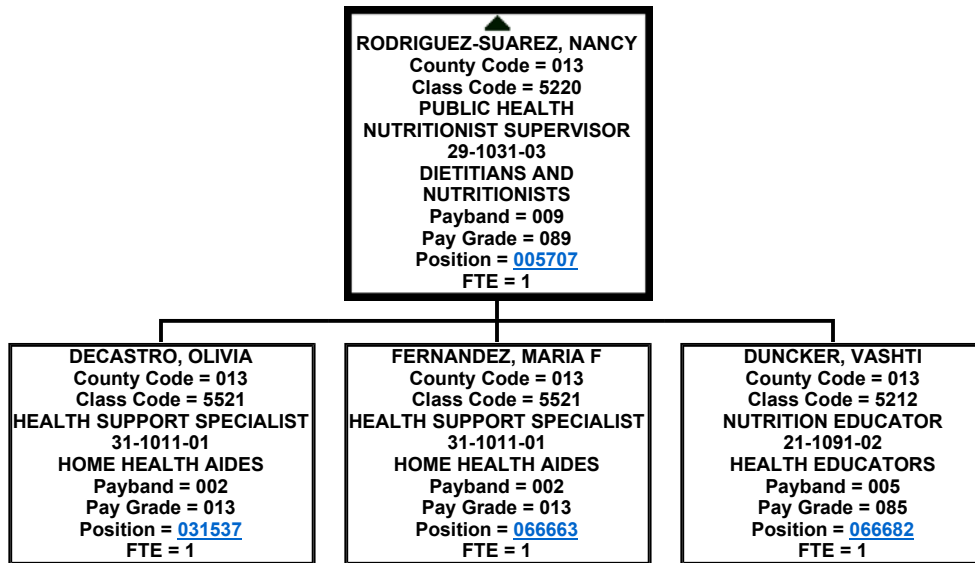 RODRIGUEZ-SUAREZ, NANCY
County Code = 013
Class Code = 5220
PUBLIC HEALTH
NUTRITIONIST SUPERVISOR
29-1031-03
DIETITIANS AND
NUTRITIONISTS
Payband = 009
Pay Grade = 089
Position = 005707
FTE = 1
DECASTRO, OLIVIA
County Code = 013
Class Code = 5521
HEALTH SUPPORT SPECIALIST
31-1011-01
HOME HEALTH AIDES
Payband = 002
Pay Grade = 013
Position = 031537
FTE = 1
FERNANDEZ, MARIA F
County Code = 013
Class Code = 5521
HEALTH SUPPORT SPECIALIST
31-1011-01
HOME HEALTH AIDES
Payband = 002
Pay Grade = 013
Position = 066663
FTE = 1
DUNCKER, VASHTI
County Code = 013
Class Code = 5212
NUTRITION EDUCATOR
21-1091-02
HEALTH EDUCATORS
Payband = 005
Pay Grade = 085
Position = 066682
FTE = 1